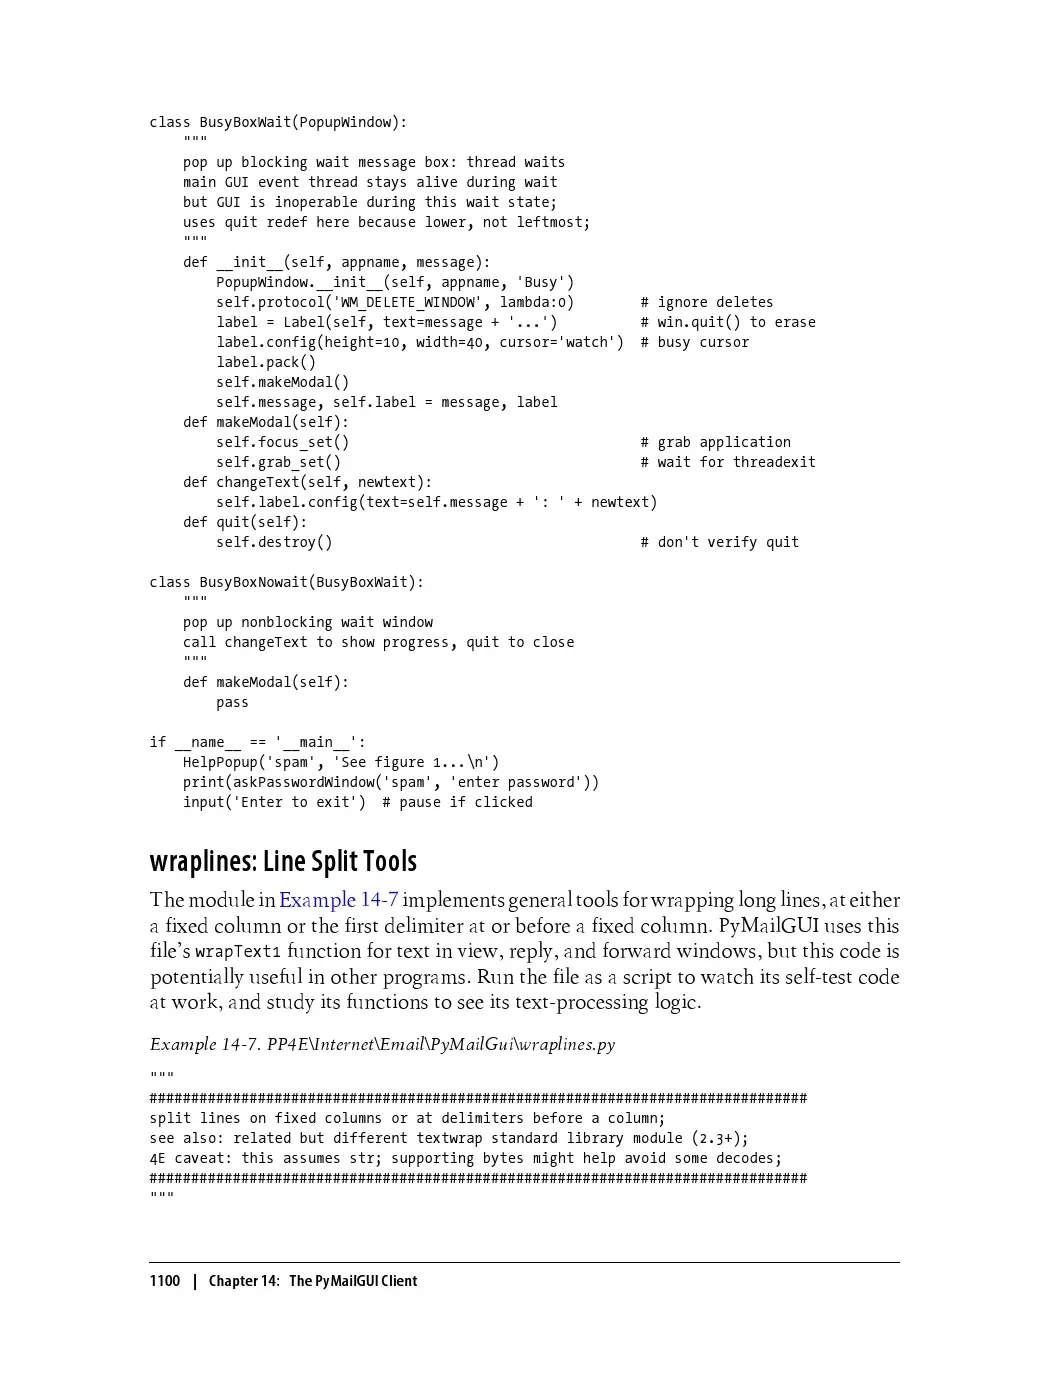 class BusyBoxWait(PopupWindow):
    """
    pop up blocking wait message box: thread waits
    main GUI event thread stays alive during wait
    but GUI is inoperable during this wait state;
    uses quit redef here because lower, not leftmost;
    """
    def __init__(self, appname, message):
        PopupWindow.__init__(self, appname, 'Busy')
        self.protocol('WM_DELETE_WINDOW', lambda:0)        # ignore deletes
        label = Label(self, text=message + '...')          # win.quit() to erase
        label.config(height=10, width=40, cursor='watch')  # busy cursor
        label.pack()
        self.makeModal()
        self.message, self.label = message, label
    def makeModal(self):
        self.focus_set()                                   # grab application
        self.grab_set()                                    # wait for threadexit
    def changeText(self, newtext):
        self.label.config(text=self.message + ': ' + newtext)
    def quit(self):
        self.destroy()                                     # don't verify quit

class BusyBoxNowait(BusyBoxWait):
    """
    pop up nonblocking wait window
    call changeText to show progress, quit to close
    """
    def makeModal(self):
        pass

if __name__ == '__main__':
    HelpPopup('spam', 'See figure 1...\n')
    print(askPasswordWindow('spam', 'enter password'))
    input('Enter to exit')  # pause if clicked

wraplines: Line Split Tools
The module in Example 14-7 implements general tools for wrapping long lines, at either
a fixed column or the first delimiter at or before a fixed column. PyMailGUI uses this
file's wrapText1 function for text in view, reply, and forward windows, but this code is
potentially useful in other programs. Run the file as a script to watch its self-test code
at work, and study its functions to see its text-processing logic.
Example 14-7. PP4E\Internet\Email\PyMailGui\wraplines.py
"""
###############################################################################
split lines on fixed columns or at delimiters before a column;
see also: related but different textwrap standard library module (2.3+);
4E caveat: this assumes str; supporting bytes might help avoid some decodes;
###############################################################################
"""
1100 | Chapter 14: The PyMailGUI Client